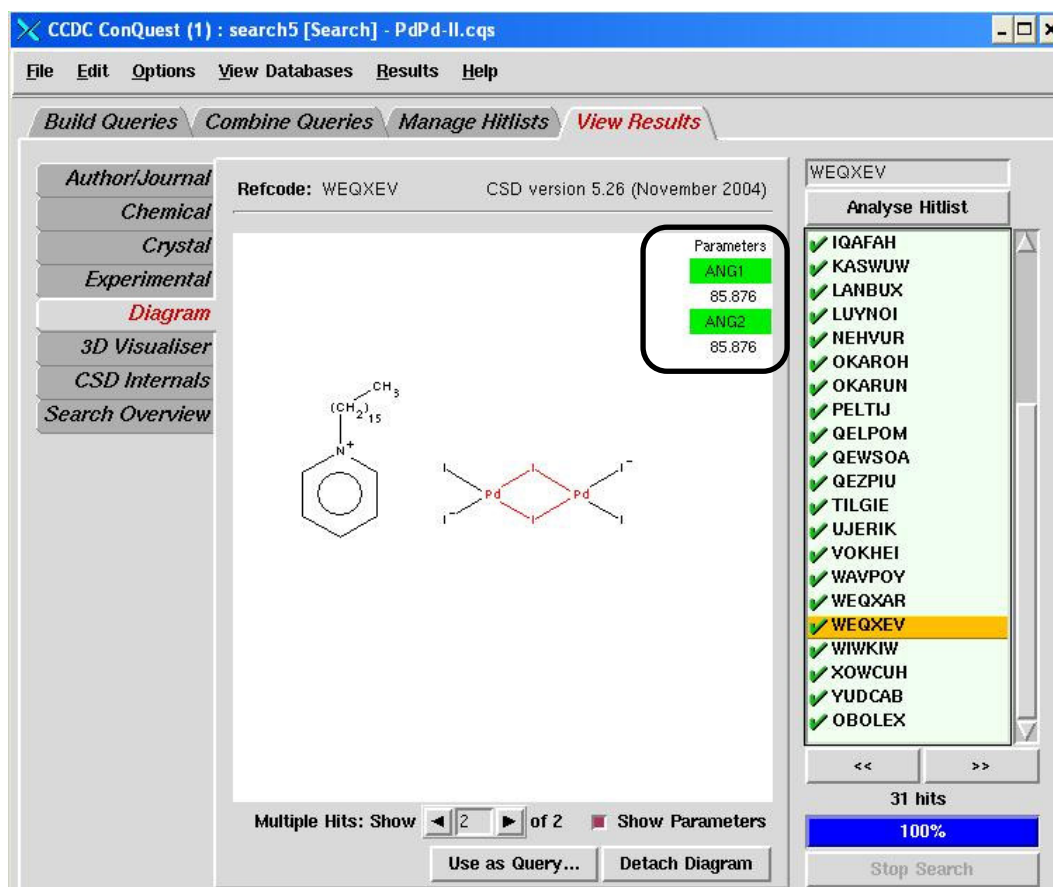 CCDC ConQuest (1) : search5 [Search] - PdPd-II.cqs
File Edit Options View Databases Results Help
Build Queries Combine Queries Manage Hitlists View Results
Author/Journal
Chemical
Crystal
Experimental
Diagram
3D Visualiser
CSD Internals
Search Overview
Refcode: WEQXEV CSD version 5.26 (November 2004)
Parameters
ANG1
85.876
ANG2
85.876
CH3
(CH2)15
N+
I I I-
Pd Pd
I- I I
Multiple Hits: Show 2 of 2 Show Parameters
Use as Query... Detach Diagram
WEQXEV
Analyse Hitlist
IQAFAH
KASWUW
LANBUX
LUYNOI
NEHVUR
OKAROH
OKARUN
PELTIJ
QELPOM
QEWSOA
QEZPIU
TILGIE
UJERIK
VOKHEI
WAVPOY
WEQXAR
WEQXEV
WIWKIW
XOWCUH
YUDCAB
OBOLEX
<< >>
31 hits
100%
Stop Search